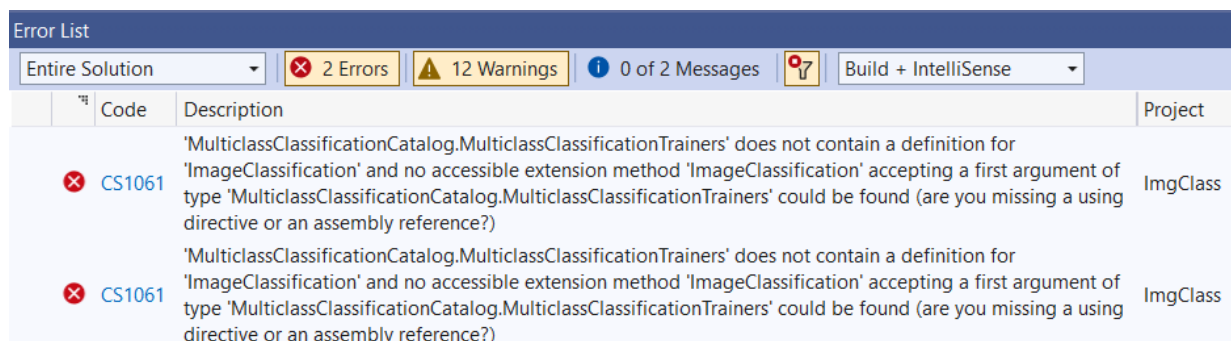 Error List
Entire Solution 2 Errors 12 Warnings 0 of 2 Messages Build + IntelliSense
Code Description Project
'MulticlassClassificationCatalog.MulticlassClassificationTrainers' does not contain a definition for
'ImageClassification' and no accessible extension method 'ImageClassification' accepting a first argument of
CS1061 ImgClass
type 'MulticlassClassificationCatalog.MulticlassClassificationTrainers' could be found (are you missing a using
directive or an assembly reference?)
'MulticlassClassificationCatalog.MulticlassClassificationTrainers' does not contain a definition for
'ImageClassification' and no accessible extension method 'ImageClassification' accepting a first argument of
CS1061 ImgClass
type 'MulticlassClassificationCatalog.MulticlassClassificationTrainers' could be found (are you missing a using
directive or an assembly reference?)